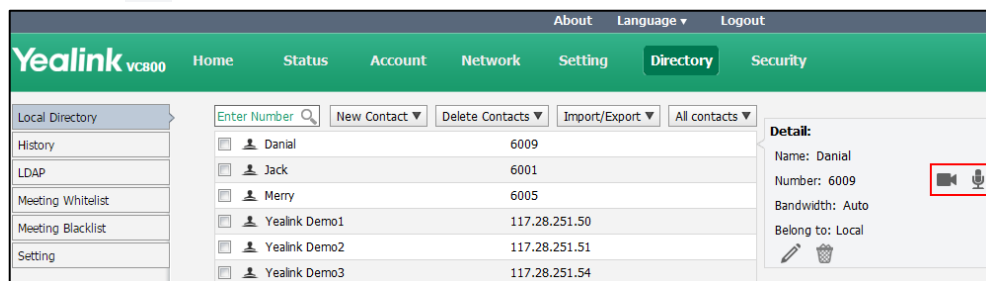 About Language ▾ Logout
Yealink VC800 Home Status Account Network Setting Directory Security
Local Directory
History
LDAP
Meeting Whitelist
Meeting Blacklist
Setting
Enter Number New Contact ▼ Delete Contacts ▼ Import/Export ▼ All contacts ▼
Danial 6009
Jack 6001
Merry 6005
Yealink Demo1 117.28.251.50
Yealink Demo2 117.28.251.51
Yealink Demo3 117.28.251.54
Detail:
Name: Danial
Number: 6009
Bandwidth: Auto
Belong to: Local